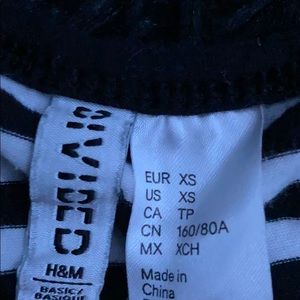 DIVIDED
H&M
BASIC/
BASIQUE
EUR XS
US XS
CA TP
CN 160/80A
MX XCH
Made in
China